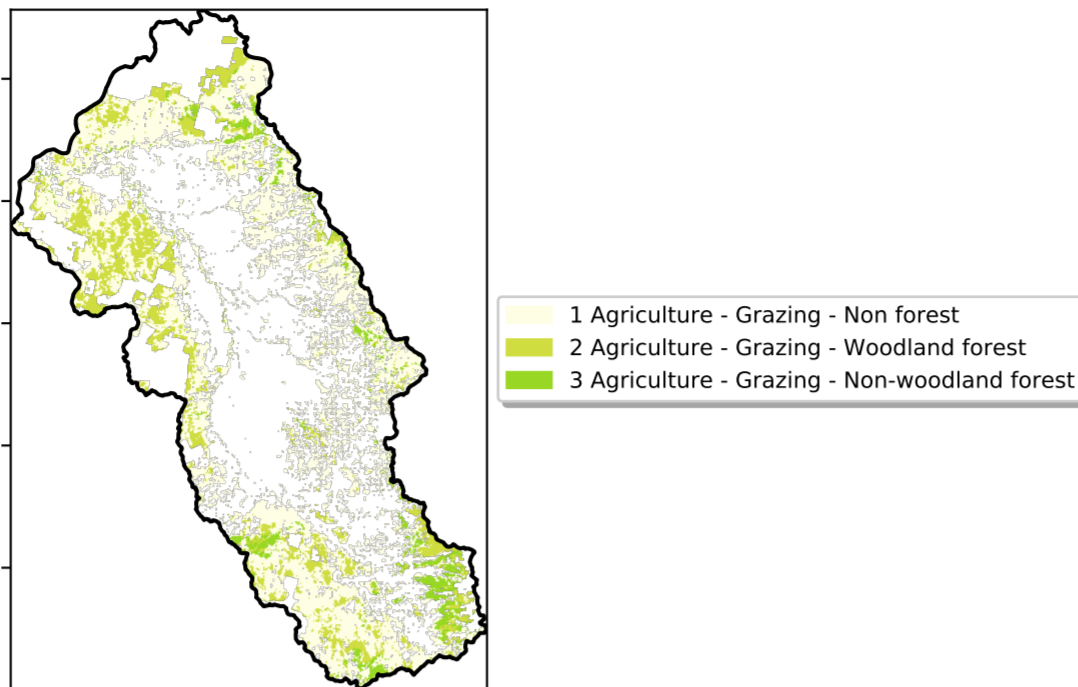 1 Agriculture - Grazing - Non forest
2 Agriculture - Grazing - Woodland forest
3 Agriculture - Grazing - Non-woodland forest